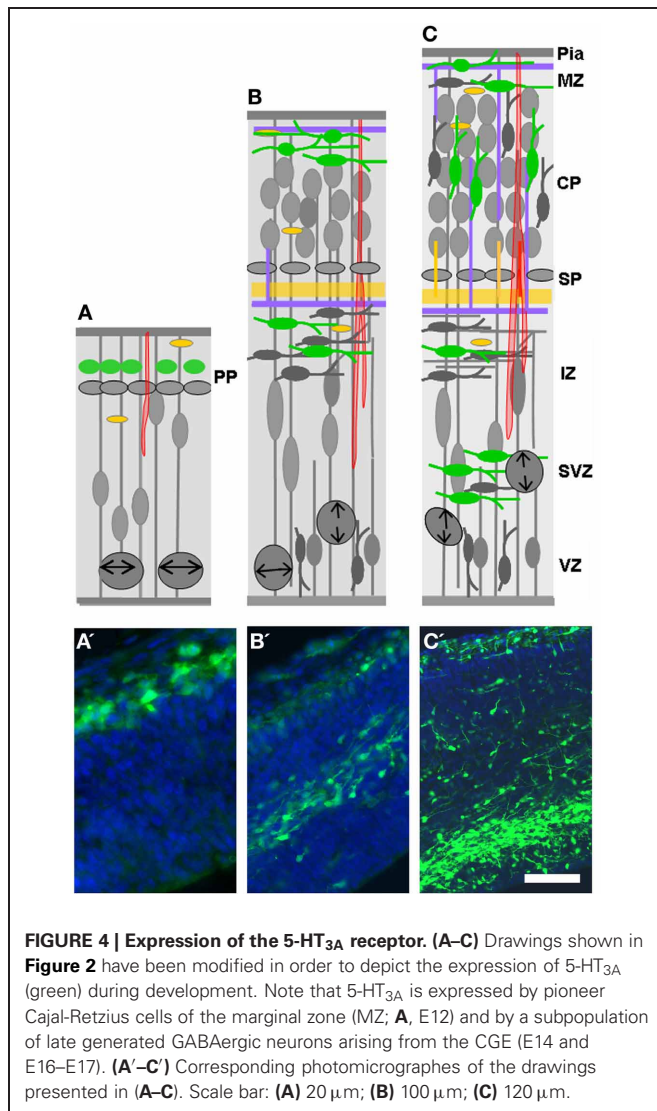 C
Pia
MZ
B
CP
SP
A
PP
IZ
SVZ
VZ
A´
B´
C´
FIGURE 4 | Expression of the 5-HT3A receptor. (A–C) Drawings shown in
Figure 2 have been modified in order to depict the expression of 5-HT3A
(green) during development. Note that 5-HT3A is expressed by pioneer
Cajal-Retzius cells of the marginal zone (MZ; A, E12) and by a subpopulation
of late generated GABAergic neurons arising from the CGE (E14 and
E16–E17). (A′–C′) Corresponding photomicrographes of the drawings
presented in (A–C). Scale bar: (A) 20 μm; (B) 100 μm; (C) 120 μm.